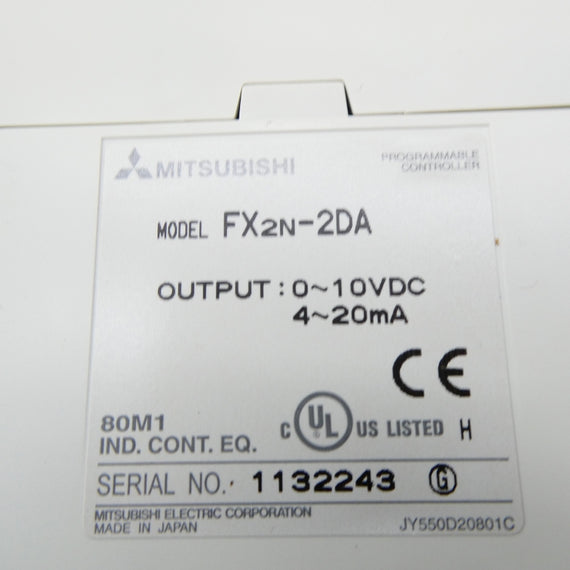 MITSUBISHI
PROGRAMMABLE
CONTROLLER
MODEL FX2N-2DA
OUTPUT : 0~10VDC
4~20mA
CE
80M1
IND. CONT. EQ.
C UL US LISTED H
SERIAL NO. 1132243 G
MITSUBISHI ELECTRIC CORPORATION
MADE IN JAPAN
JY550D20801C